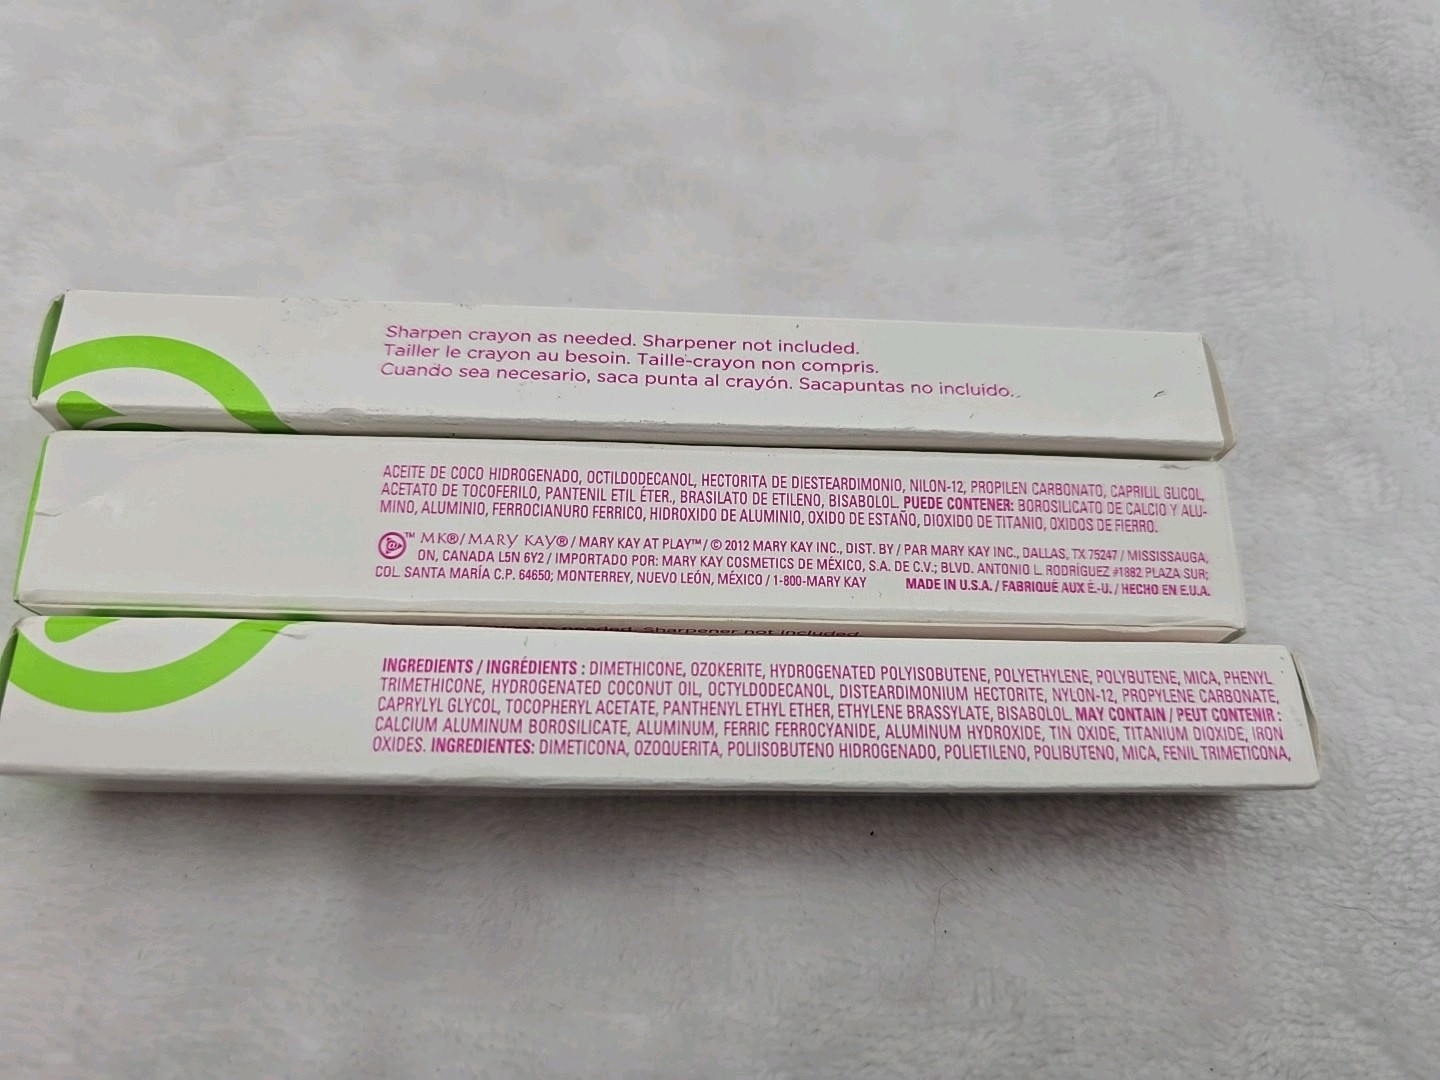 Sharpen crayon as needed. Sharpener not included.
Tailler le crayon au besoin. Taille-crayon non compris.
Cuando sea necesario, saca punta al crayón. Sacapuntas no incluido.
ACEITE DE COCO HIDROGENADO, OCTILDODECANOL, HECTORITA DE DIESTEARDIMONIO, NILON-12, PROPILEN CARBONATO, CAPRILIL GLICOL,
ACETATO DE TOCOFERILO, PANTENIL ETIL ÉTER., BRASILATO DE ETILENO, BISABOLOL. PUEDE CONTENER: BOROSILICATO DE CALCIO Y ALU-
MINO, ALUMINIO, FERROCIANURO FERRICO, HIDROXIDO DE ALUMINIO, OXIDO DE ESTAÑO, DIOXIDO DE TITANIO, OXIDOS DE FIERRO.
@™ MK®/MARY KAY®/ MARY KAY AT PLAY™/ © 2012 MARY KAY INC., DIST. BY / PAR MARY KAY INC., DALLAS, TX 75247 / MISSISSAUGA,
ON, CANADA L5N 6Y2 / IMPORTADO POR: MARY KAY COSMETICS DE MÉXICO, S.A. DE C.V.; BLVD. ANTONIO L. RODRÍGUEZ #1882 PLAZA SUR;
COL. SANTA MARÍA C.P. 64650; MONTERREY, NUEVO LEÓN, MÉXICO / 1-800-MARY KAY MADE IN U.S.A. / FABRIQUÉ AUX É.-U. / HECHO EN E.U.A.
as needed. Sharpener not included.
INGREDIENTS / INGRÉDIENTS : DIMETHICONE, OZOKERITE, HYDROGENATED POLYISOBUTENE, POLYETHYLENE, POLYBUTENE, MICA, PHENYL
TRIMETHICONE, HYDROGENATED COCONUT OIL, OCTYLDODECANOL, DISTEARDIMONIUM HECTORITE, NYLON-12, PROPYLENE CARBONATE,
CAPRYLYL GLYCOL, TOCOPHERYL ACETATE, PANTHENYL ETHYL ETHER, ETHYLENE BRASSYLATE, BISABOLOL. MAY CONTAIN / PEUT CONTENIR :
CALCIUM ALUMINUM BOROSILICATE, ALUMINUM, FERRIC FERROCYANIDE, ALUMINUM HYDROXIDE, TIN OXIDE, TITANIUM DIOXIDE, IRON
OXIDES. INGREDIENTES: DIMETICONA, OZOQUERITA, POLIISOBUTENO HIDROGENADO, POLIETILENO, POLIBUTENO, MICA, FENIL TRIMETICONA,